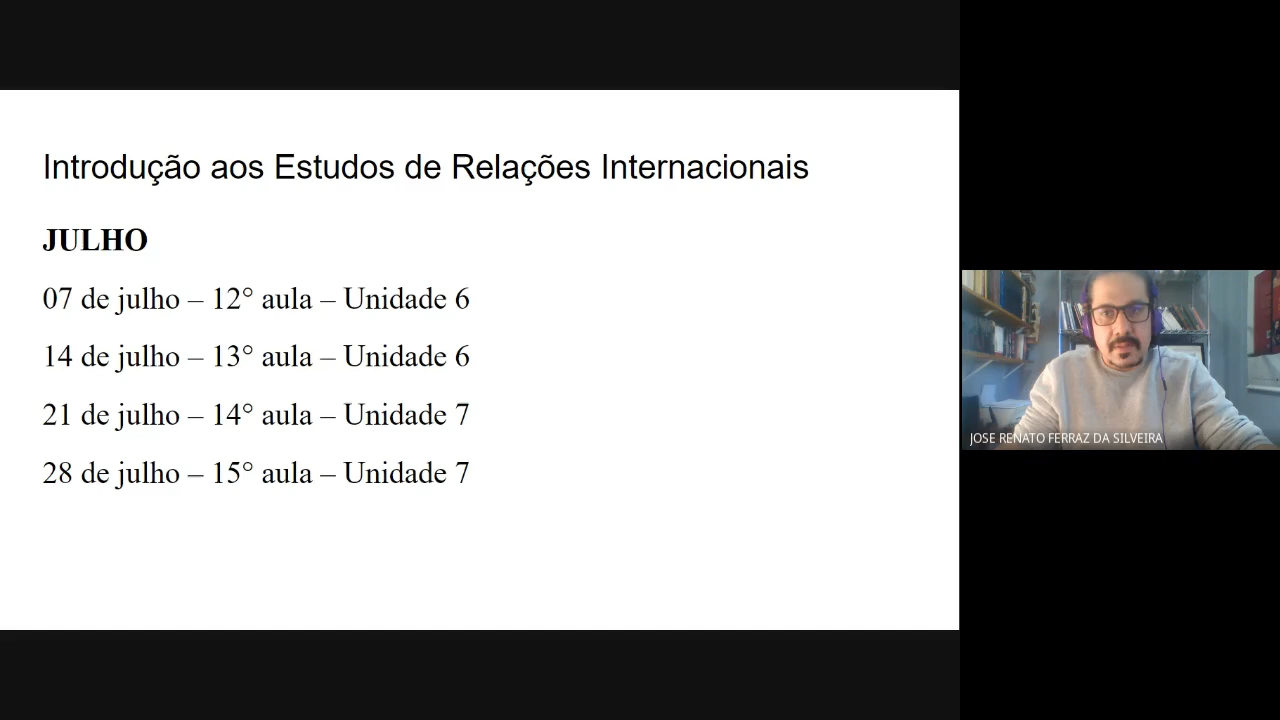 Introdução aos Estudos de Relações Internacionais
JULHO
07 de julho – 12° aula – Unidade 6
14 de julho – 13° aula – Unidade 6
21 de julho – 14° aula – Unidade 7
28 de julho – 15° aula – Unidade 7
JOSE RENATO FERRAZ DA SILVEIRA